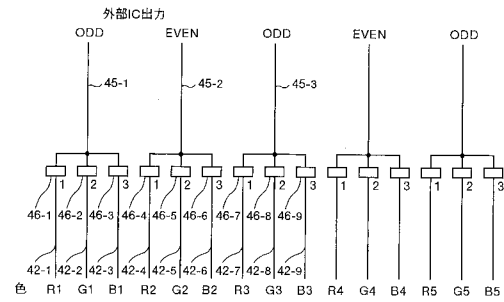 外部IC出力
ODD EVEN ODD EVEN ODD
45-1 45-2 45-3
1 2 3 1 2 3 1 2 3 1 2 3 1 2 3
46-1 46-2 46-3 46-4 46-5 46-6 46-7 46-8 46-9
42-1 42-2 42-3 42-4 42-5 42-6 42-7 42-8 42-9
色 R1 G1 B1 R2 G2 B2 R3 G3 B3 R4 G4 B4 R5 G5 B5